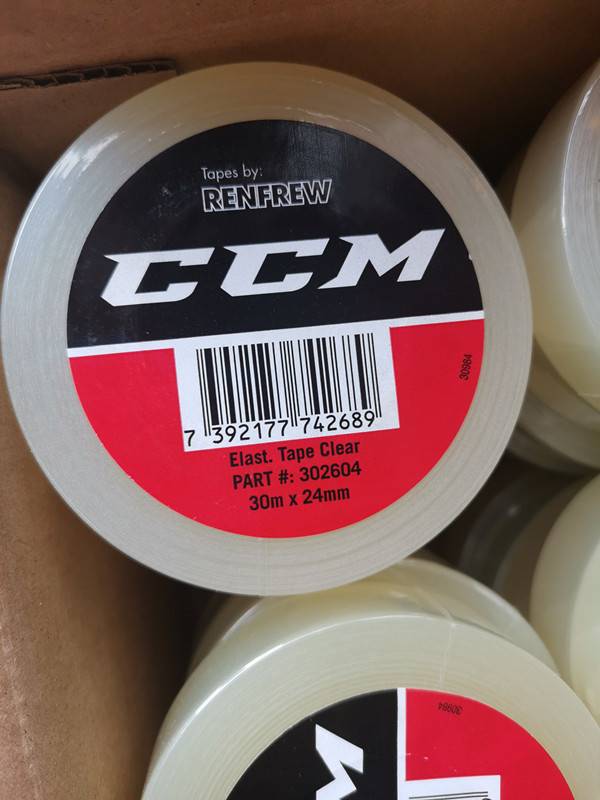 Tapes by:
RENFREW
CCM
30984
7 392177 742689
Elast. Tape Clear
PART #: 302604
30m x 24mm
30984
M